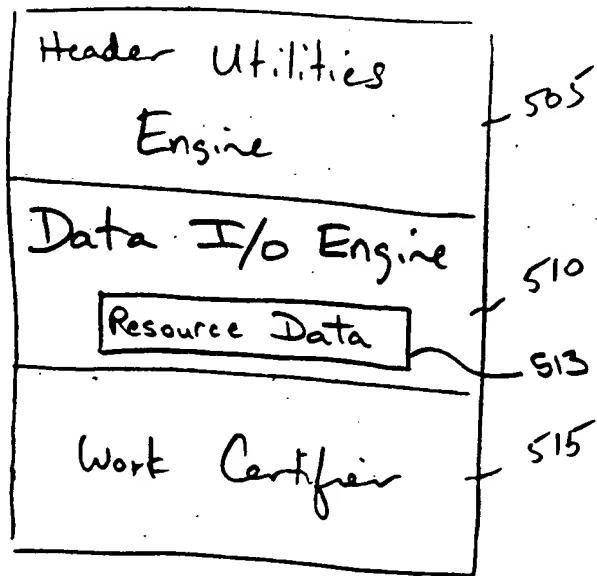 Header Utilities
Engine
505
Data I/O Engine
510
Resource Data
513
Work Certifier
515